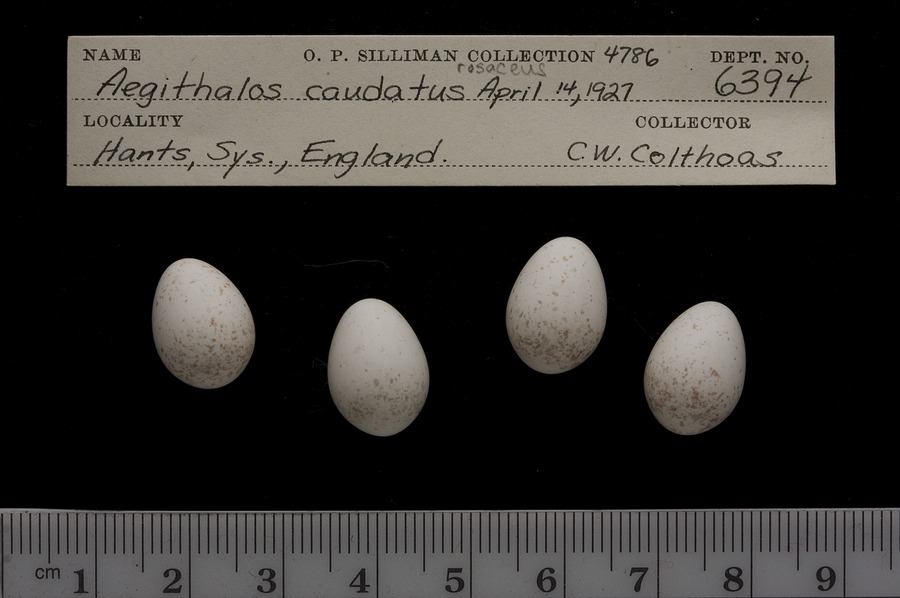 NAME O. P. SILLIMAN COLLECTION 4786 DEPT. NO.
rosaceus
Aegithalos caudatus April 14, 1927 6394
LOCALITY COLLECTOR
Hants, Sys., England. C.W. Colthoas
cm 1 2 3 4 5 6 7 8 9